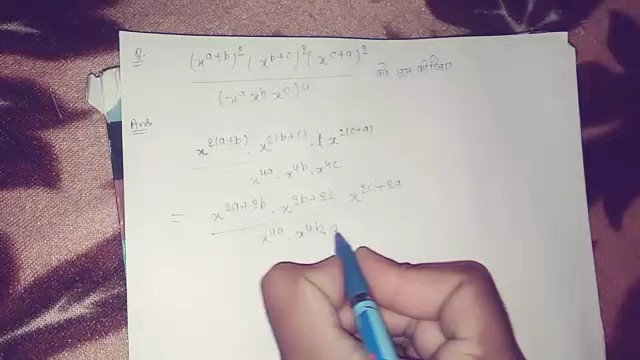 Q.
(x^{a+b})^2 (x^{b+c})^2 (x^{c+a})^2
(x^a x^b x^c)^4
को हल कीजिए
Ans
x^{2(a+b)} . x^{2(b+c)} . x^{2(c+a)}
x^{4a} . x^{4b} . x^{4c}
= x^{2a+2b} . x^{2b+2c} x^{2c+2a}
x^{4a} . x^{4b}